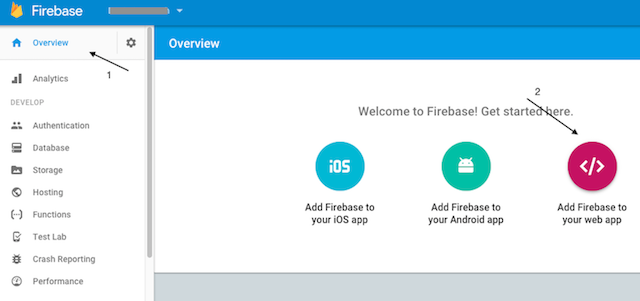 Firebase
Overview
Overview
1
Analytics
DEVELOP
Authentication
Database
Storage
Hosting
Functions
Test Lab
Crash Reporting
Performance
2
Welcome to Firebase! Get started here.
iOS
Add Firebase to
your iOS app
Add Firebase to
your Android app
</>
Add Firebase to
your web app